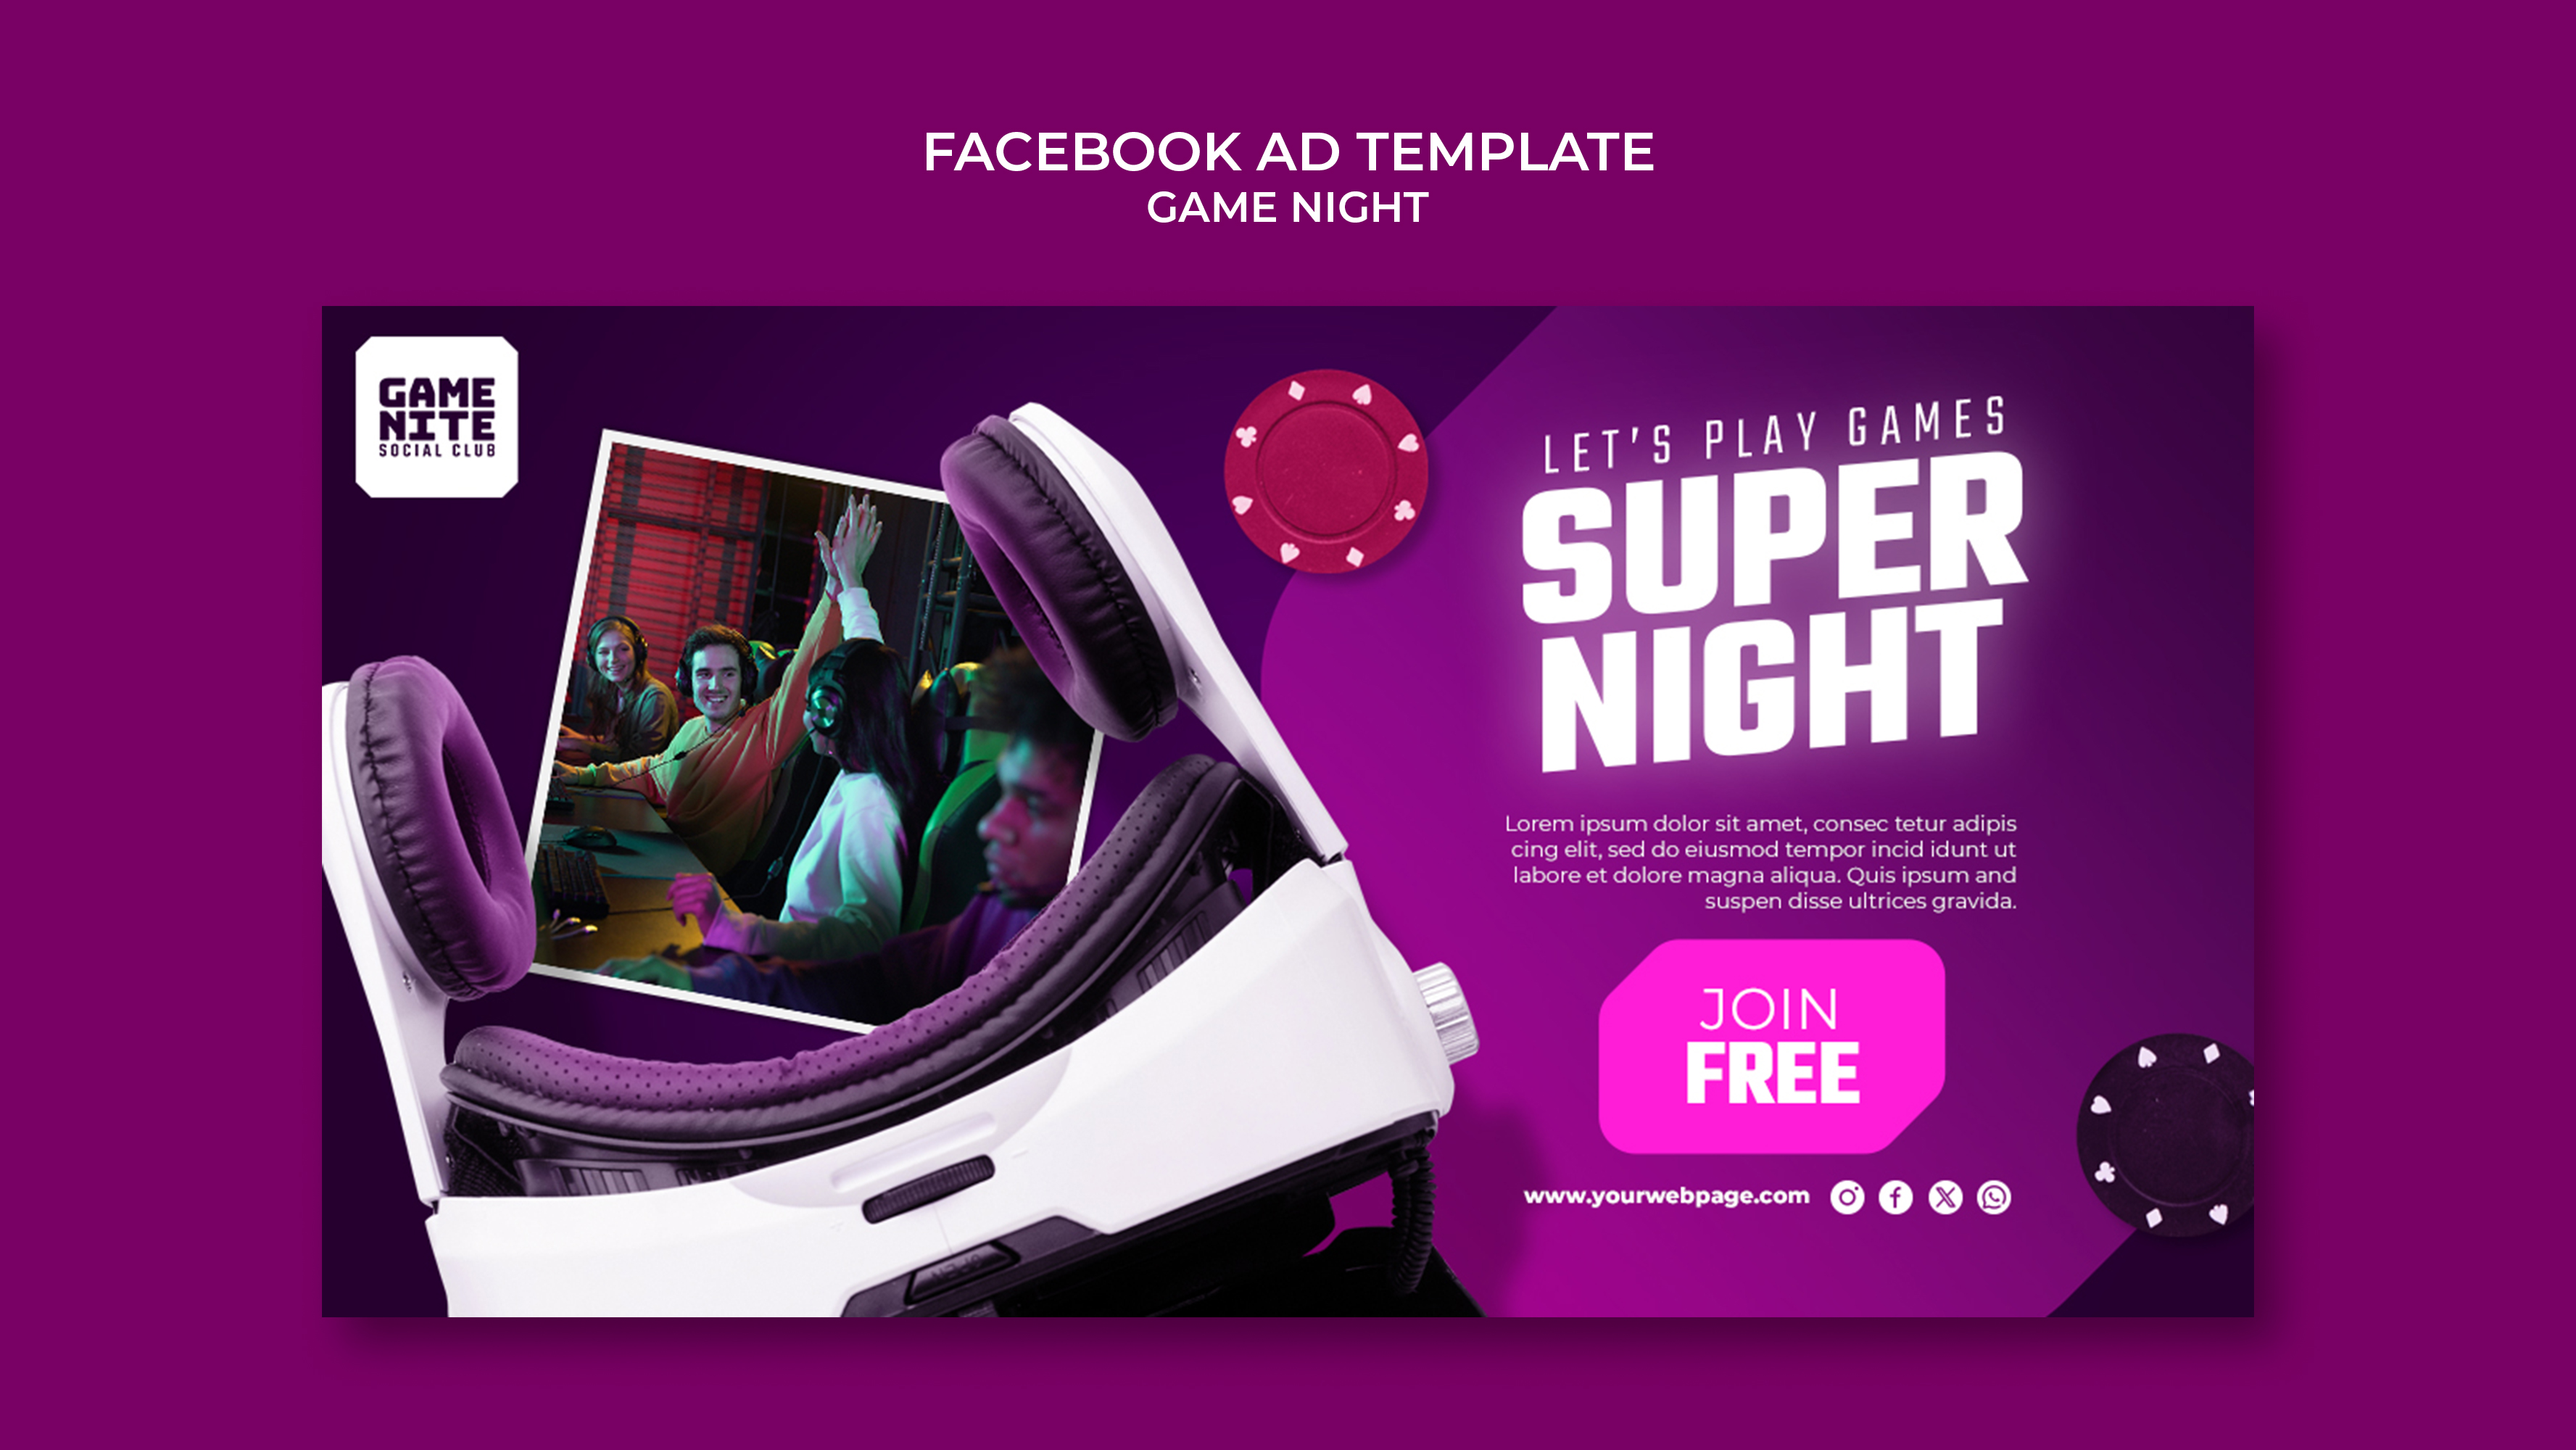 FACEBOOK AD TEMPLATE
GAME NIGHT
GAME
NITE
SOCIAL CLUB
LET'S PLAY GAMES
SUPER
NIGHT
Lorem ipsum dolor sit amet, consec tetur adipis
cing elit, sed do eiusmod tempor incid idunt ut
labore et dolore magna aliqua. Quis ipsum and
suspen disse ultrices gravida.
JOIN
FREE
www.yourwebpage.com
OPEN